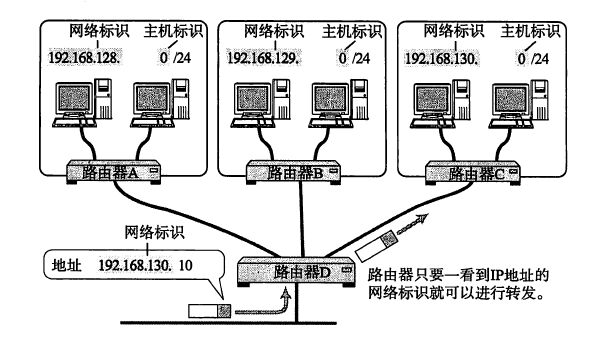 网络标识 主机标识
192.168.128. 0 /24
网络标识 主机标识
192.168.129. 0 /24
网络标识 主机标识
192.168.130. 0 /24
路由器A
路由器B
路由器C
网络标识
地址 192.168.130. 10
路由器D
路由器只要一看到IP地址的
网络标识就可以进行转发。